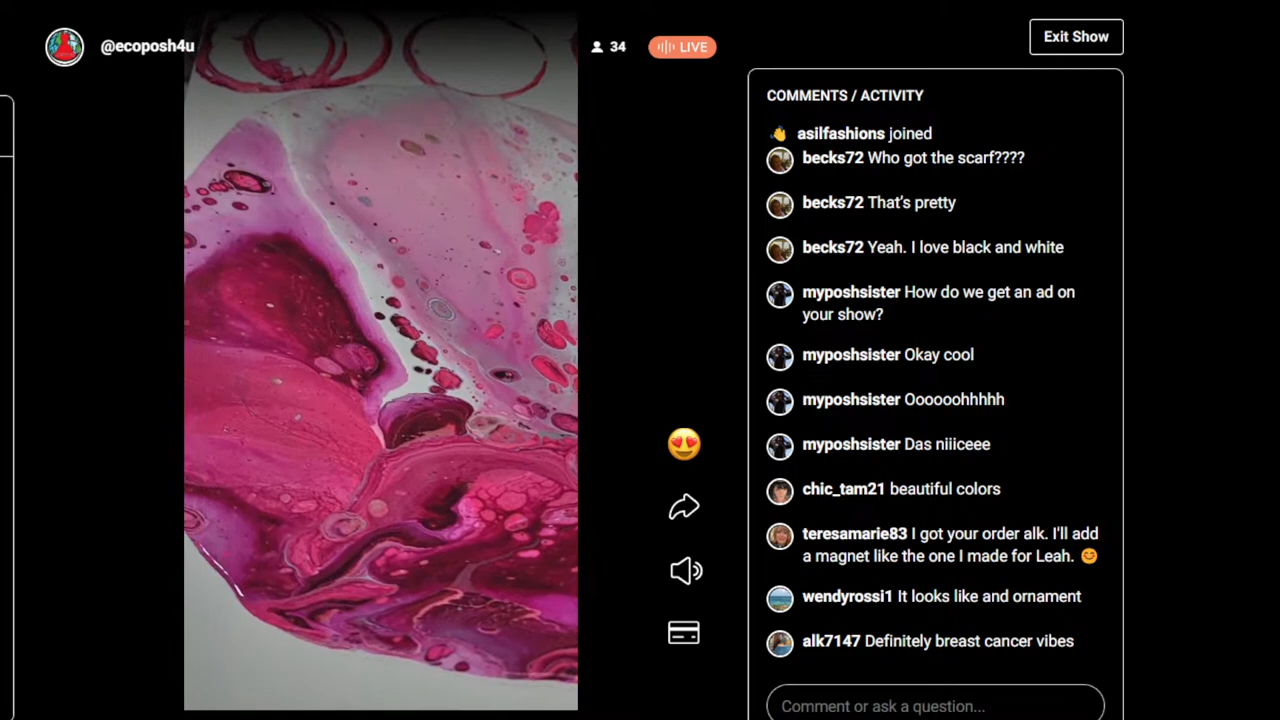 @ecoposh4u
34
LIVE
Exit Show
COMMENTS / ACTIVITY
asilfashions joined
becks72 Who got the scarf????
becks72 That's pretty
becks72 Yeah. I love black and white
myposhsister How do we get an ad on
your show?
myposhsister Okay cool
myposhsister Oooooohhhhh
myposhsister Das niiiceee
chic_tam21 beautiful colors
teresamarie83 I got your order alk. I'll add
a magnet like the one I made for Leah. 😊
wendyrossi1 It looks like and ornament
alk7147 Definitely breast cancer vibes
Comment or ask a question...